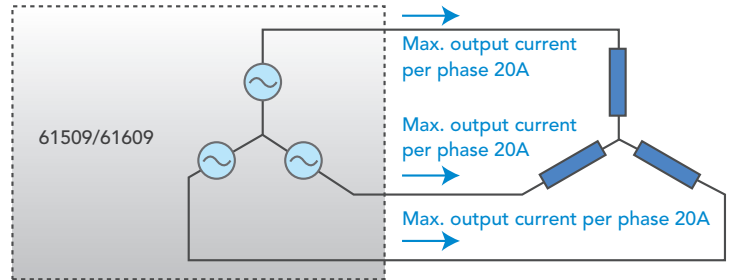 Max. output current
per phase 20A
61509/61609
Max. output current
per phase 20A
Max. output current per phase 20A